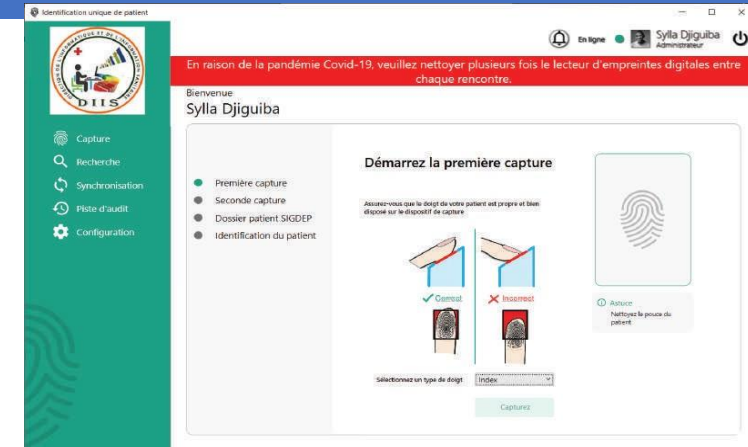 Identification unique de patient
En ligne
Sylla Djiguiba
Administrateur
En raison de la pandémie Covid-19, veuillez nettoyer plusieurs fois le lecteur d'empreintes digitales entre
chaque rencontre.
DIIS
Bienvenue
Sylla Djiguiba
Capture
Recherche
Synchronisation
Piste d'audit
Configuration
Première capture
Seconde capture
Dossier patient SIGDEP
Identification du patient
Démarrez la première capture
Assurez-vous que le doigt de votre patient est propre et bien
disposé sur le dispositif de capture
Correct
Incorrect
Sélectionnez un type de doigt
Index
Capturez
Astuce
Nettoyez le pouce du
patient